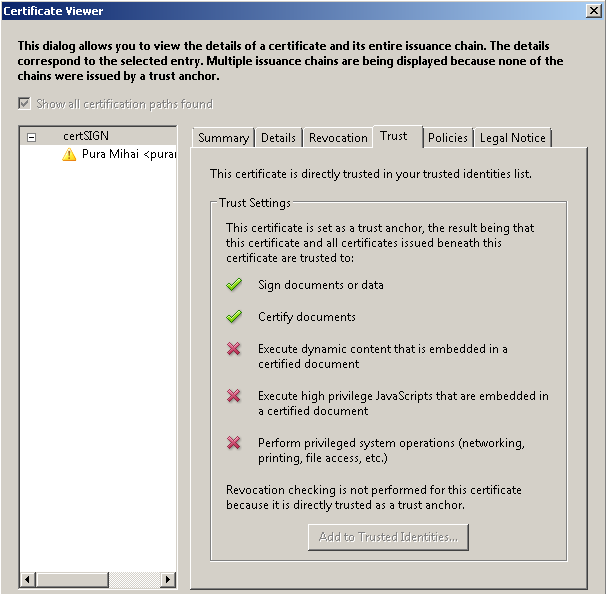 Certificate Viewer
This dialog allows you to view the details of a certificate and its entire issuance chain. The details
correspond to the selected entry. Multiple issuance chains are being displayed because none of the
chains were issued by a trust anchor.
Show all certification paths found
certSIGN
Pura Mihai <puran
Summary Details Revocation Trust Policies Legal Notice
This certificate is directly trusted in your trusted identities list.
Trust Settings
This certificate is set as a trust anchor, the result being that
this certificate and all certificates issued beneath this
certificate are trusted to:
Sign documents or data
Certify documents
Execute dynamic content that is embedded in a
certified document
Execute high privilege JavaScripts that are embedded in
a certified document
Perform privileged system operations (networking,
printing, file access, etc.)
Revocation checking is not performed for this certificate
because it is directly trusted as a trust anchor.
Add to Trusted Identities...